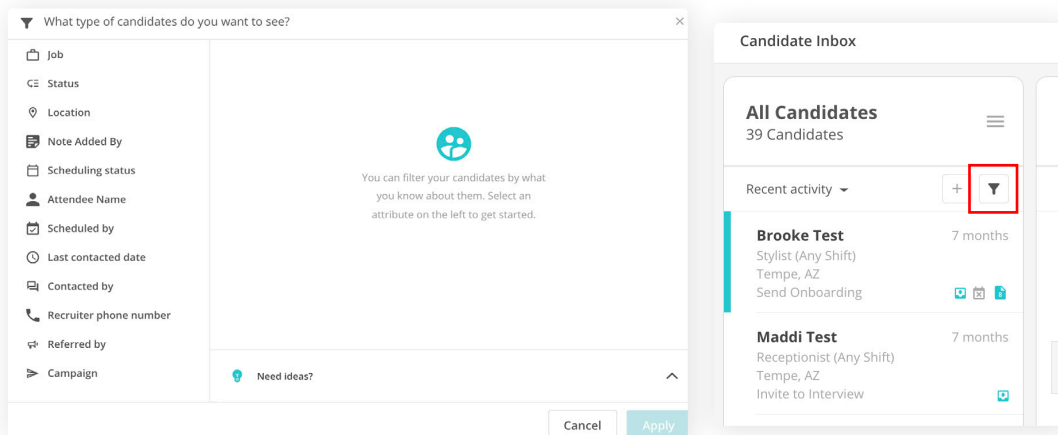 What type of candidates do you want to see?
Job
Status
Location
Note Added By
Scheduling status
Attendee Name
Scheduled by
Last contacted date
Contacted by
Recruiter phone number
Referred by
Campaign
You can filter your candidates by what
you know about them. Select an
attribute on the left to get started.
Need ideas?
Cancel
Apply
Candidate Inbox
All Candidates
39 Candidates
Recent activity
Brooke Test 7 months
Stylist (Any Shift)
Tempe, AZ
Send Onboarding
Maddi Test 7 months
Receptionist (Any Shift)
Tempe, AZ
Invite to Interview